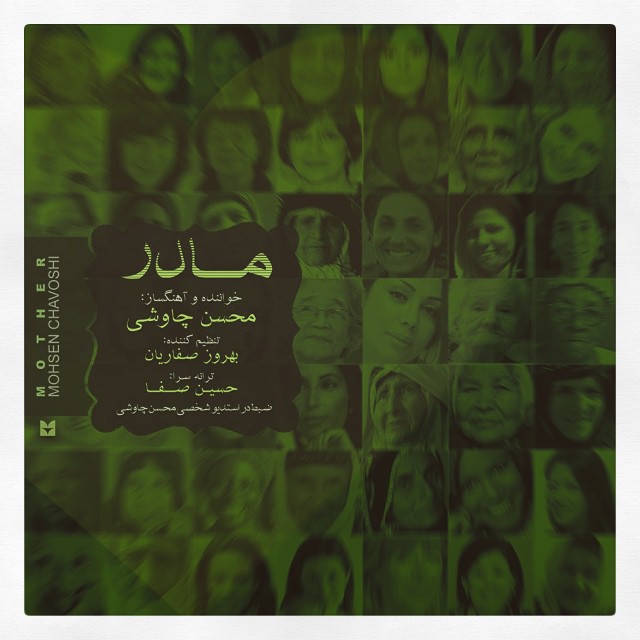 مادر
خواننده و آهنگساز:
محسن چاوشی
تنظیم کننده:
بهروز صفاریان
ترانه سرا:
حسین صفا
ضبط در استدیو شخصی محسن چاوشی
MOTHER
MOHSEN CHAVOSHI